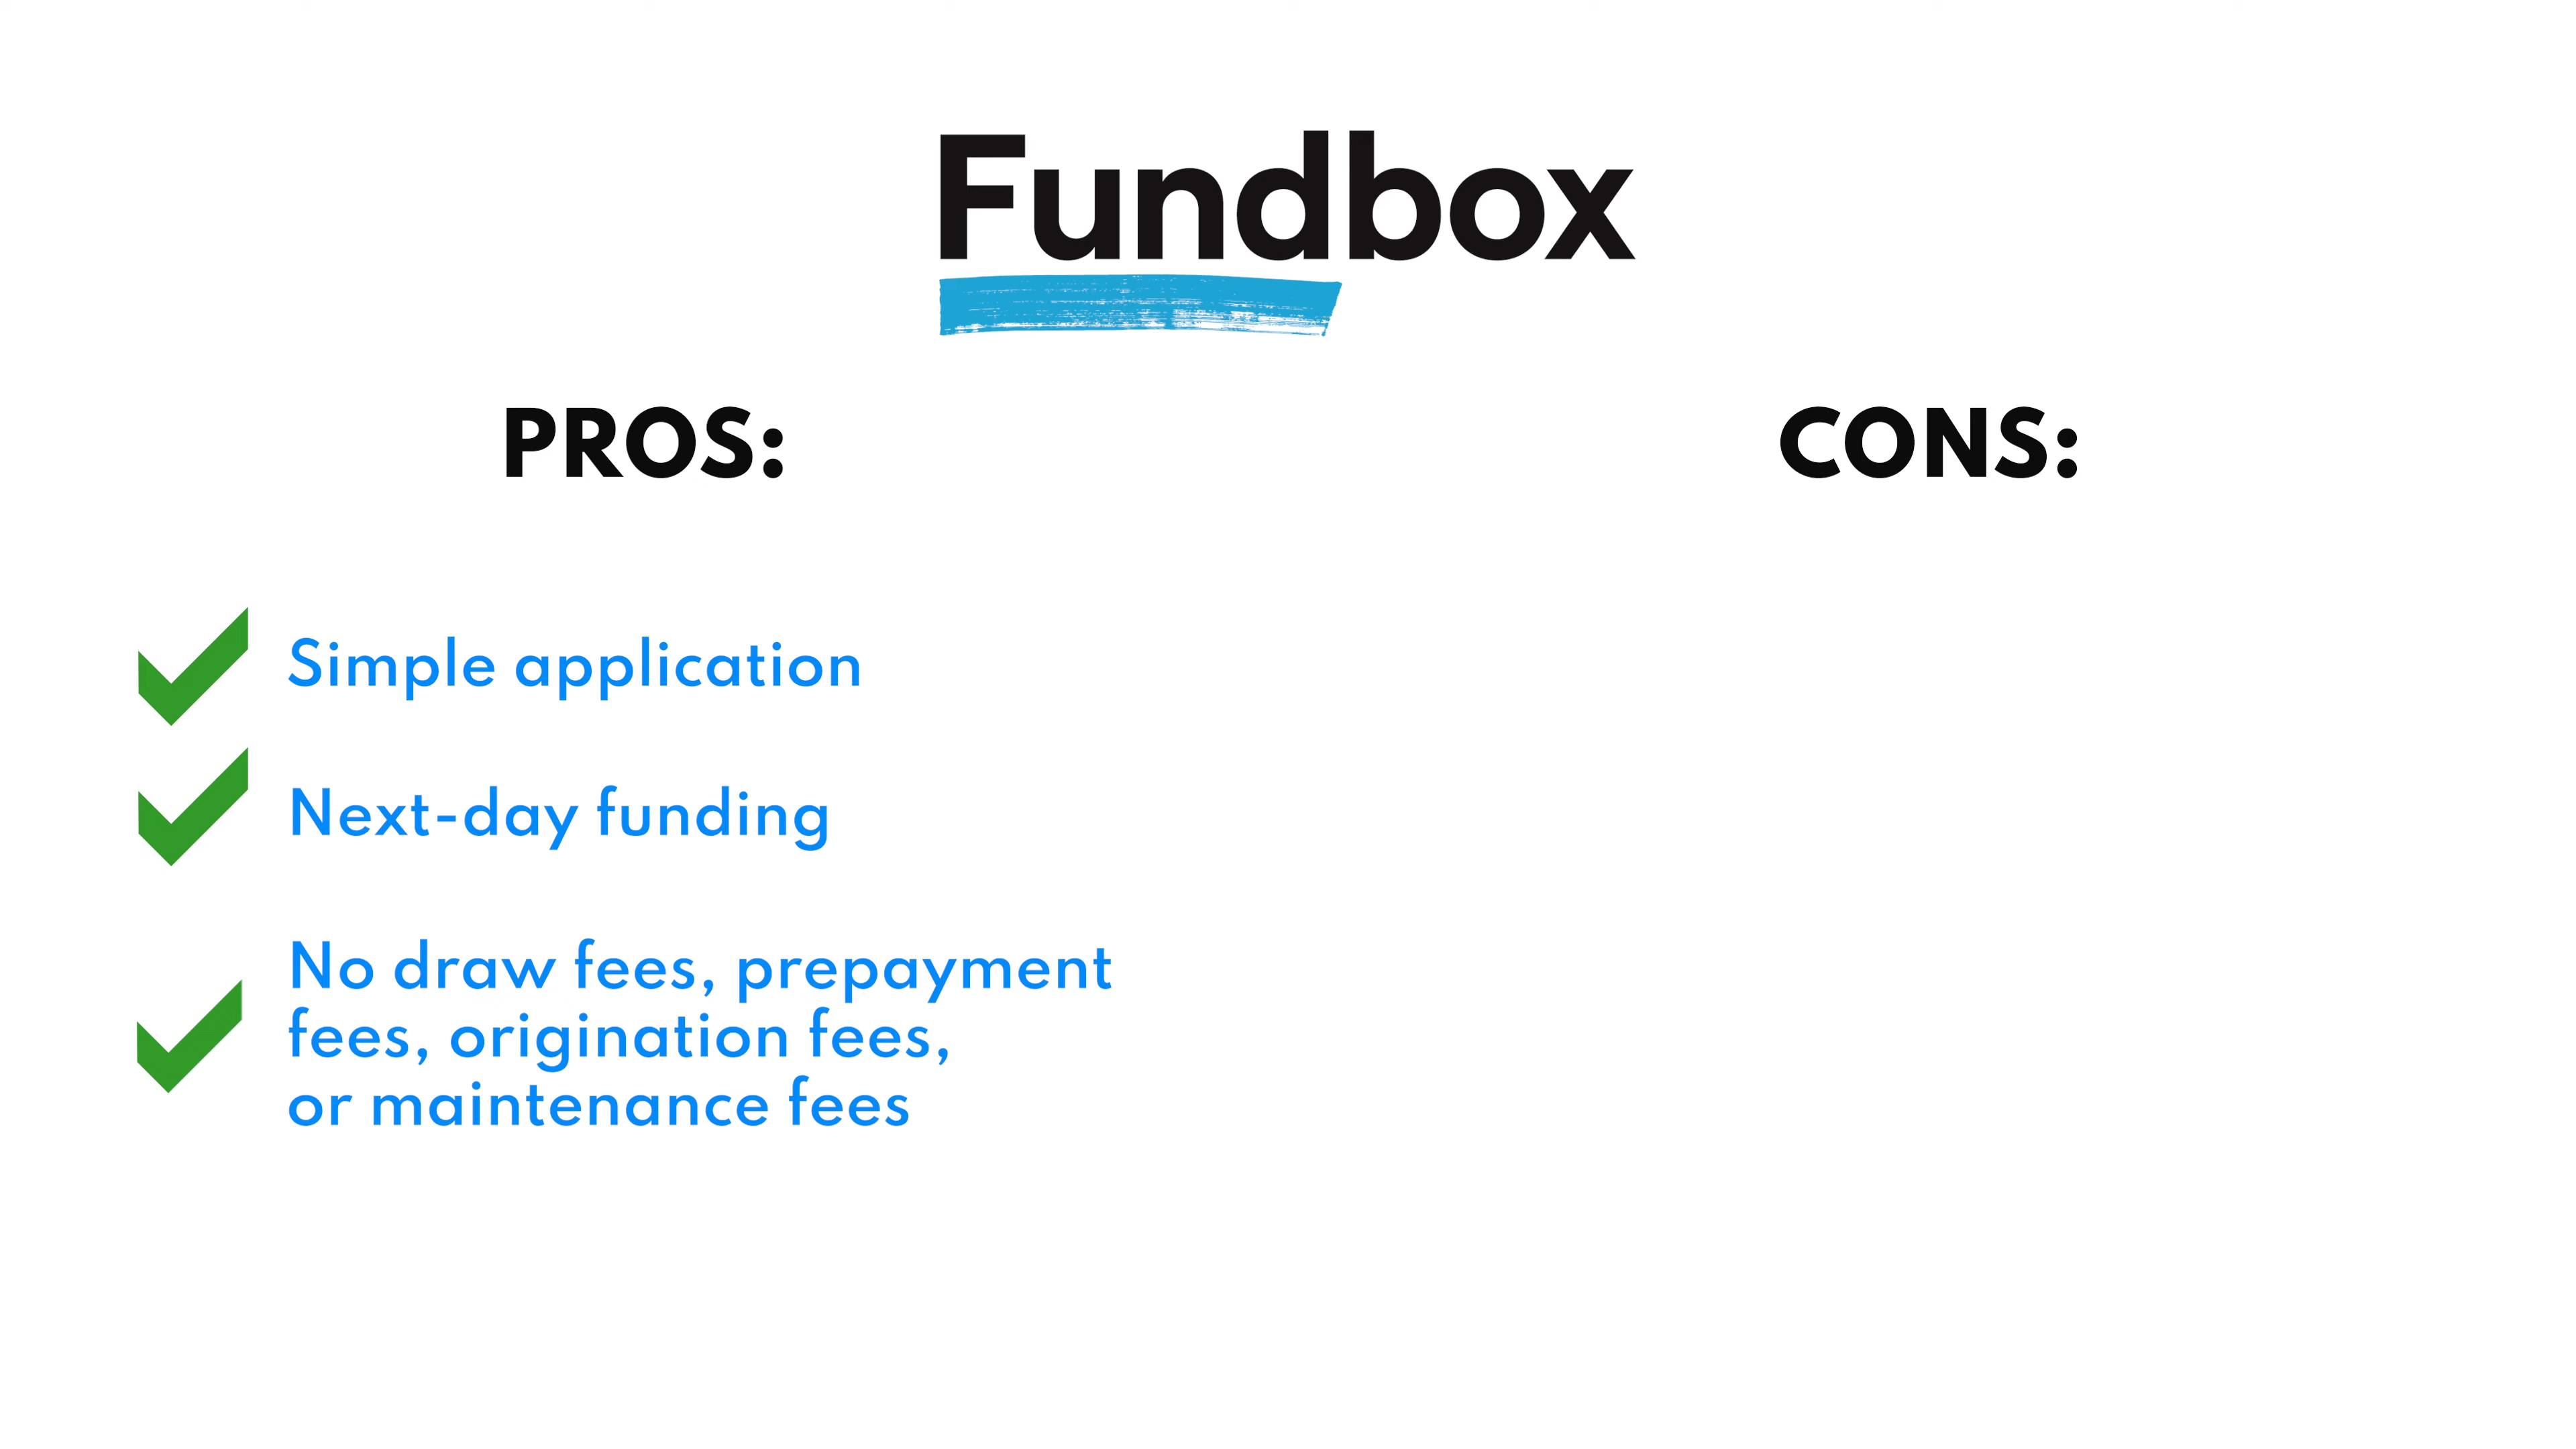 Fundbox
PROS:
CONS:
Simple application
Next-day funding
No draw fees, prepayment
fees, origination fees,
or maintenance fees